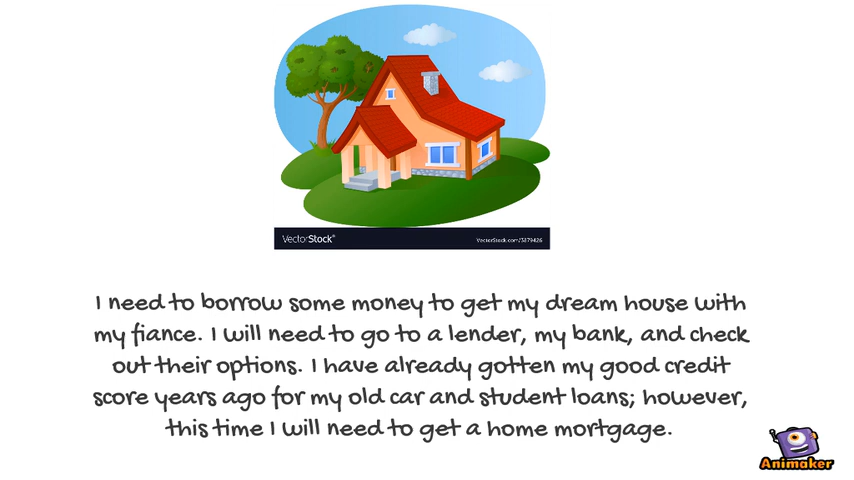 VectorStock®
VectorStock.com/3879426
I need to borrow some money to get my dream house with
my fiance. I will need to go to a lender, my bank, and check
out their options. I have already gotten my good credit
score years ago for my old car and student loans; however,
this time I will need to get a home mortgage.
Animaker